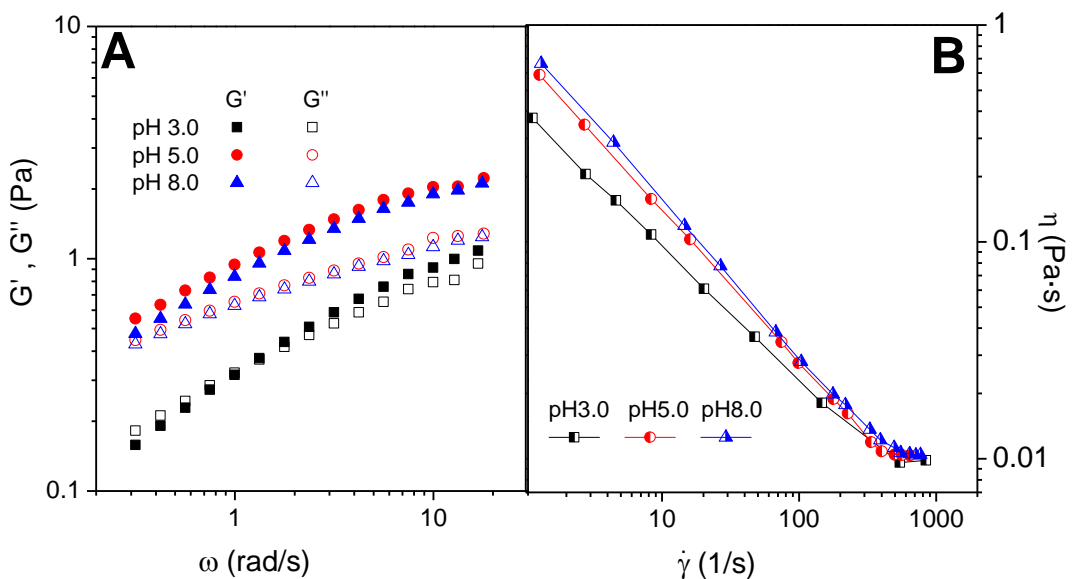 A
G' G"
pH 3.0
pH 5.0
pH 8.0
10
1
0.1
G' , G" (Pa)
1 10
ω (rad/s)
B
pH3.0 pH5.0 pH8.0
1
0.1
0.01
η (Pa·s)
10 100 1000
γ̇ (1/s)